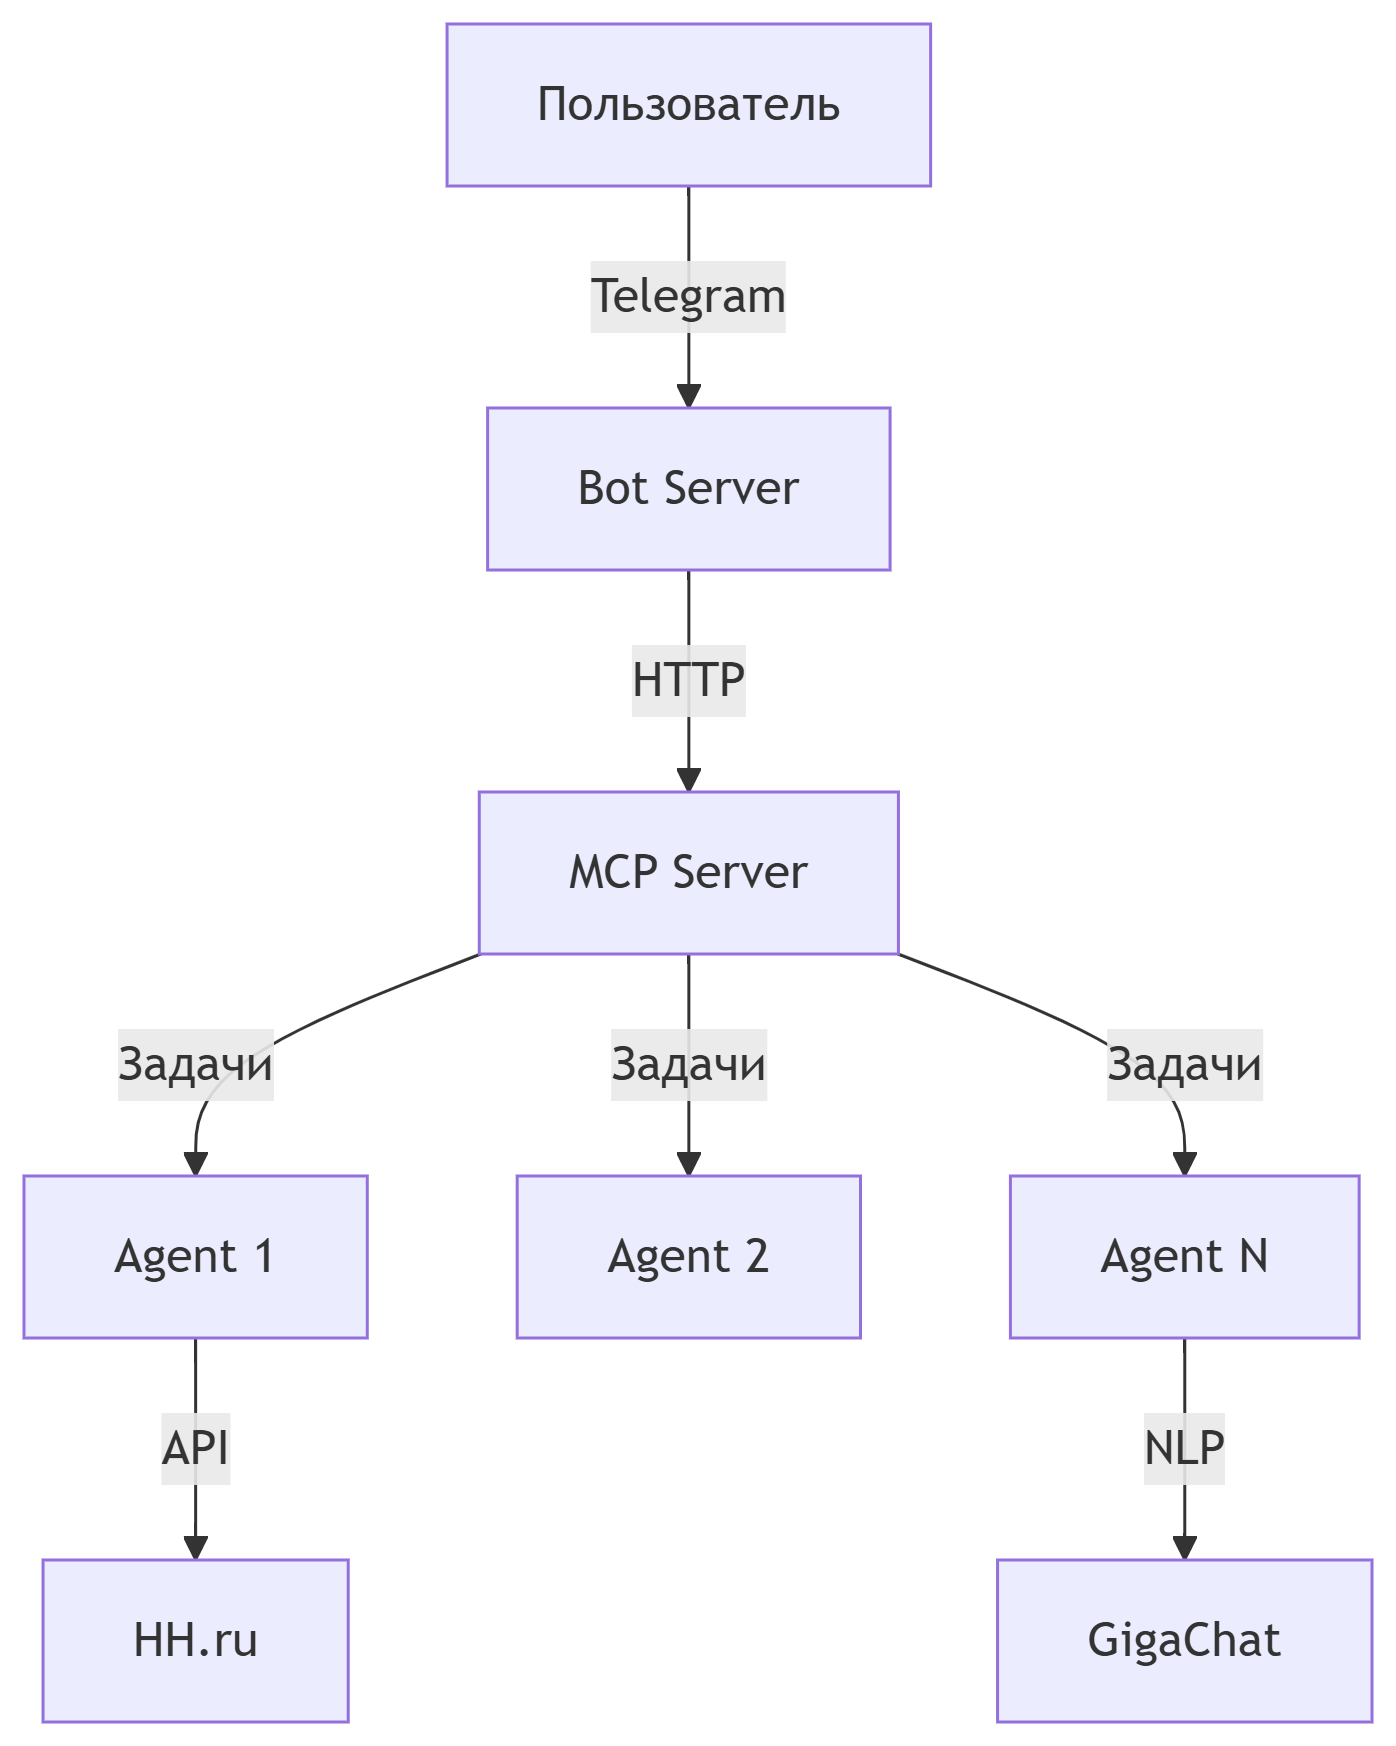 Пользователь
Telegram
Bot Server
HTTP
MCP Server
Задачи
Задачи
Задачи
Agent 1
Agent 2
Agent N
API
NLP
HH.ru
GigaChat